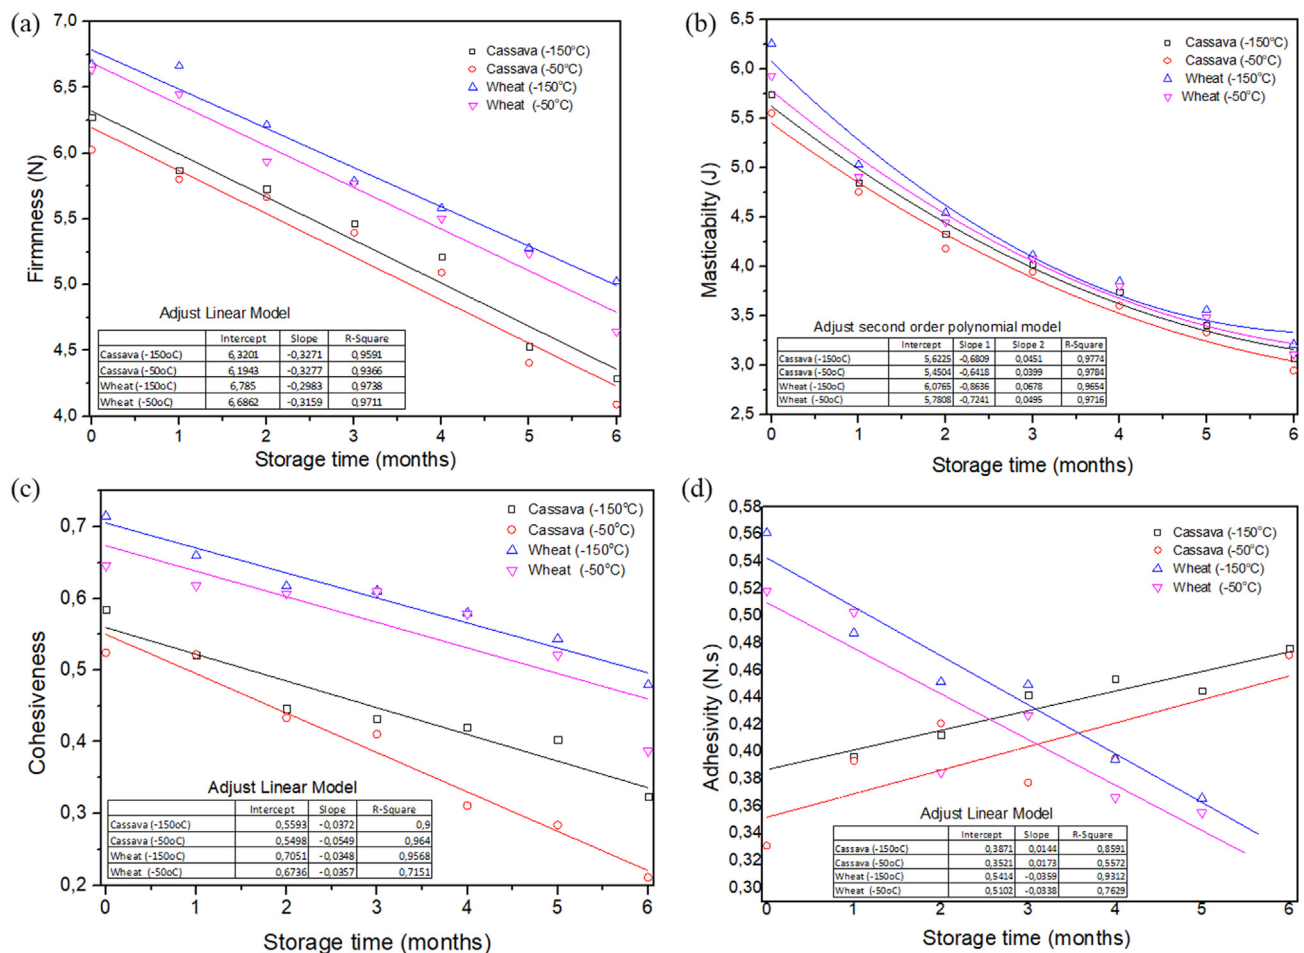 (a)
7,0
6,5
6,0
5,5
5,0
4,5
4,0
Firmnness (N)
Cassava (-150°C)
Cassava (-50°C)
Wheat (-150°C)
Wheat (-50°C)
Adjust Linear Model
Intercept Slope R-Square
Cassava (-150oC) 6,3201 -0,3271 0,9591
Cassava (-50oC) 6,1943 -0,3277 0,9366
Wheat (-150oC) 6,785 -0,2983 0,9738
Wheat (-50oC) 6,6862 -0,3159 0,9711
0 1 2 3 4 5 6
Storage time (months)
(b)
6,5
6,0
5,5
5,0
4,5
4,0
3,5
3,0
2,5
Masticabilty (J)
Cassava (-150°C)
Cassava (-50°C)
Wheat (-150°C)
Wheat (-50°C)
Adjust second order polynomial model
Intercept Slope 1 Slope 2 R-Square
Cassava (-150oC) 5,6225 -0,6809 0,0451 0,9774
Cassava (-50oC) 5,4504 -0,6418 0,0399 0,9784
Wheat (-150oC) 6,0765 -0,8636 0,0678 0,9654
Wheat (-50oC) 5,7808 -0,7241 0,0495 0,9716
0 1 2 3 4 5 6
Storage time (months)
(c)
0,7
0,6
0,5
0,4
0,3
0,2
Cohesiveness
Cassava (-150°C)
Cassava (-50°C)
Wheat (-150°C)
Wheat (-50°C)
Adjust Linear Model
Intercept Slope R-Square
Cassava (-150oC) 0,5593 -0,0372 0,9
Cassava (-50oC) 0,5498 -0,0549 0,964
Wheat (-150oC) 0,7051 -0,0348 0,9568
Wheat (-50oC) 0,6736 -0,0357 0,7151
0 1 2 3 4 5 6
Storage time (months)
(d)
0,58
0,56
0,54
0,52
0,50
0,48
0,46
0,44
0,42
0,40
0,38
0,36
0,34
0,32
0,30
Adhesivity (N.s)
Cassava (-150°C)
Cassava (-50°C)
Wheat (-150°C)
Wheat (-50°C)
Adjust Linear Model
Intercept Slope R-Square
Cassava (-150oC) 0,3871 0,0144 0,8591
Cassava (-50oC) 0,3521 0,0173 0,5572
Wheat (-150oC) 0,5414 -0,0359 0,9312
Wheat (-50oC) 0,5102 -0,0338 0,7629
0 1 2 3 4 5 6
Storage time (months)